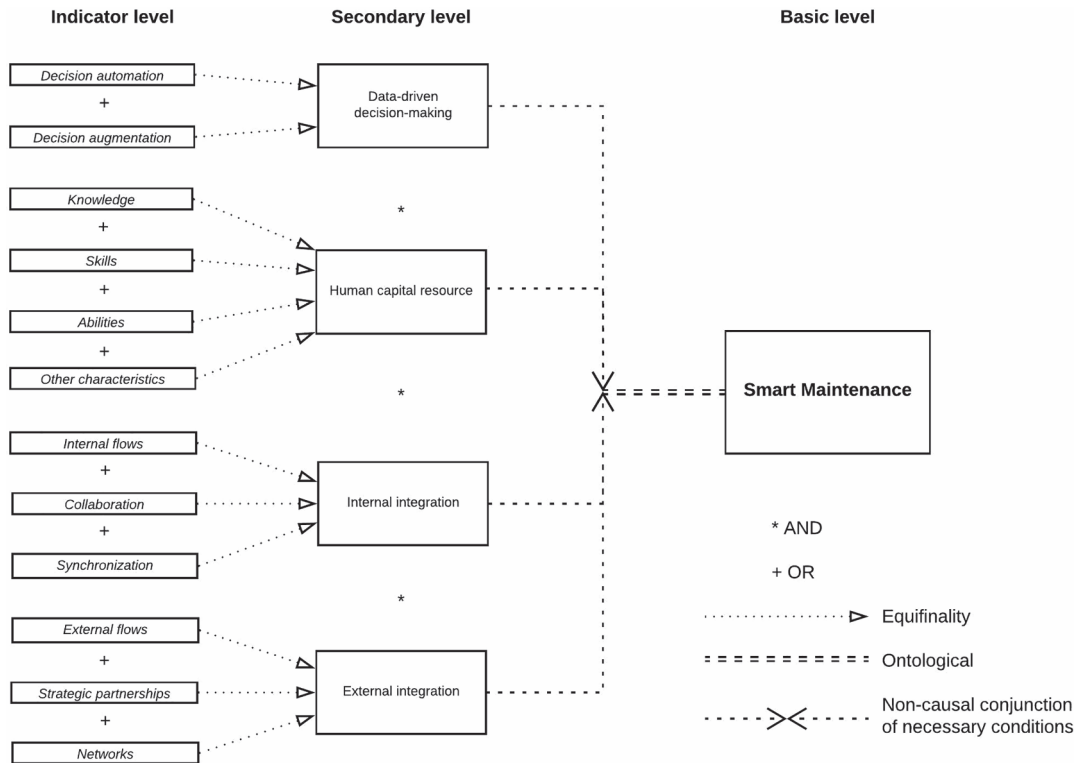 Indicator level
Secondary level
Basic level
Decision automation
+
Decision augmentation
Data-driven
decision-making
*
Knowledge
+
Skills
+
Abilities
+
Other characteristics
Human capital resource
*
Internal flows
+
Collaboration
+
Synchronization
Internal integration
*
External flows
+
Strategic partnerships
+
Networks
External integration
Smart Maintenance
* AND
+ OR
Equifinality
Ontological
Non-causal conjunction
of necessary conditions